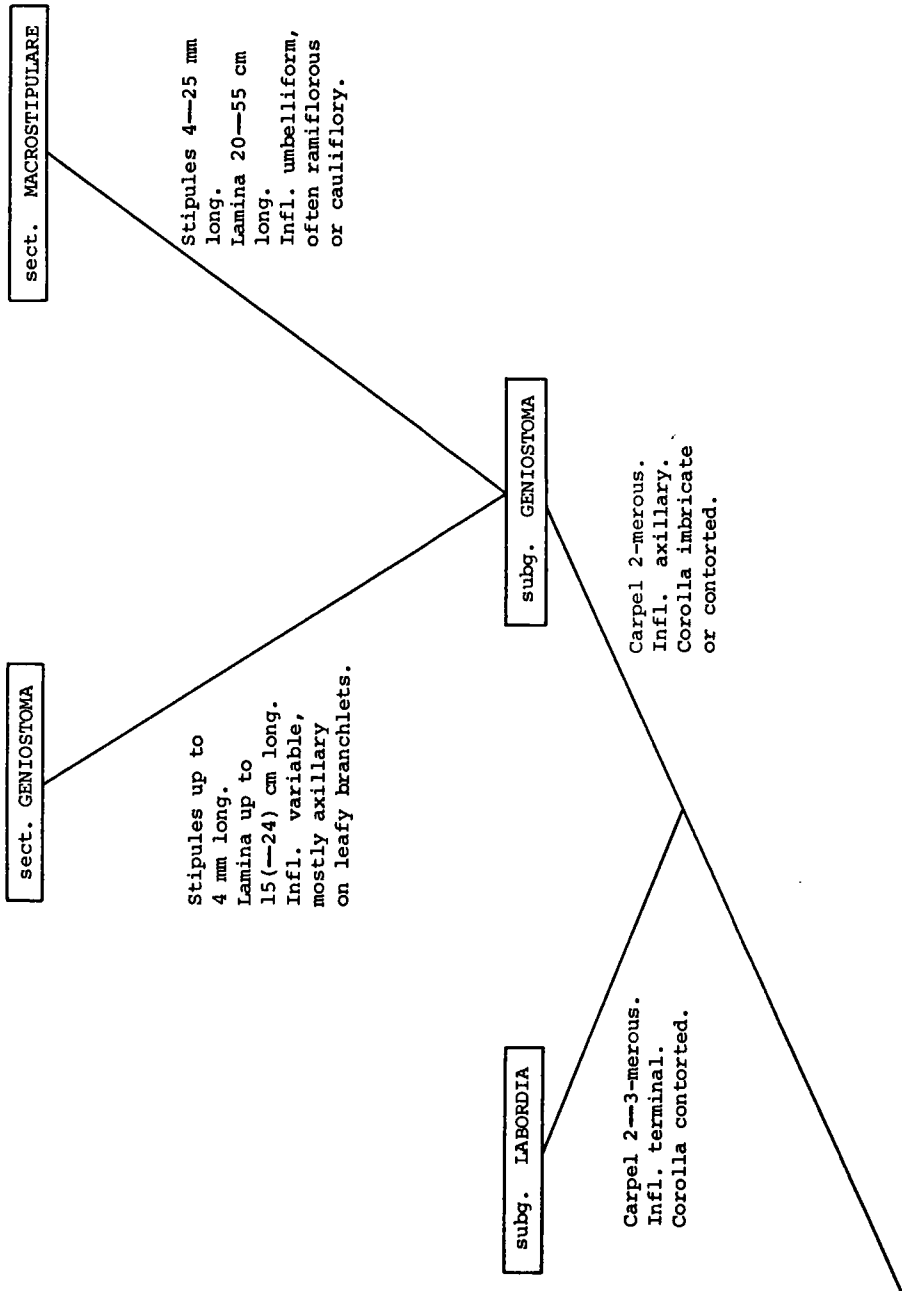 sect. GENIOSTOMA
sect. MACROSTIPULARE
Stipules up to
4 mm long.
Lamina up to
15(—24) cm long.
Infl. variable,
mostly axillary
on leafy branchlets.
Stipules 4—25 mm
long.
Lamina 20—55 cm
long.
Infl. umbelliform,
often ramiflorous
or cauliflory.
subg. LABORDIA
subg. GENIOSTOMA
Carpel 2—3-merous.
Infl. terminal.
Corolla contorted.
Carpel 2-merous.
Infl. axillary.
Corolla imbricate
or contorted.